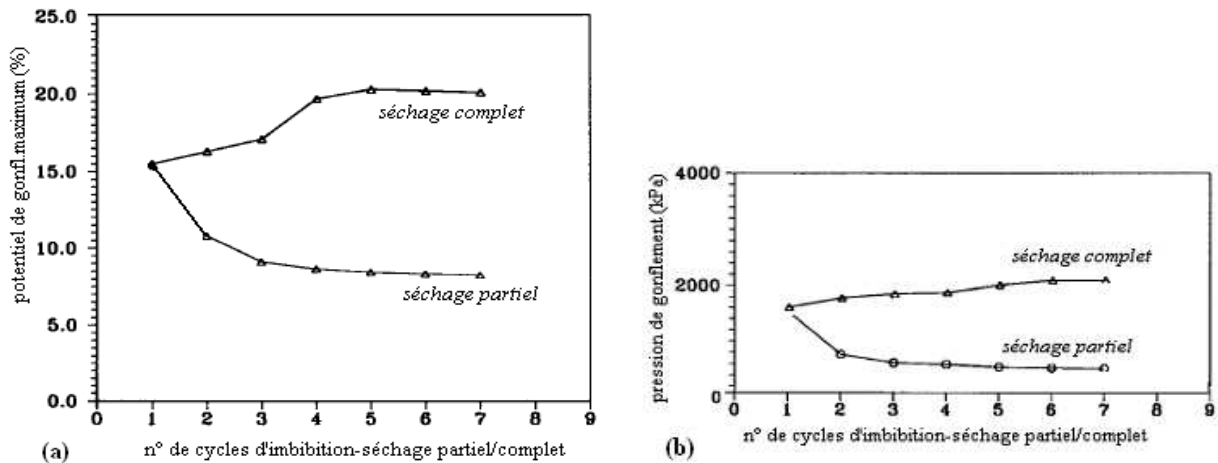 potentiel de gonfl.maximum (%)
25.0
20.0
15.0
10.0
5.0
0.0
séchage complet
séchage partiel
0 1 2 3 4 5 6 7 8 9
(a) n° de cycles d'imbibition-séchage partiel/complet
pression de gonflement (kPa)
4000
2000
0
séchage complet
séchage partiel
0 1 2 3 4 5 6 7 8 9
(b) n° de cycles d'imbibition-séchage partiel/complet